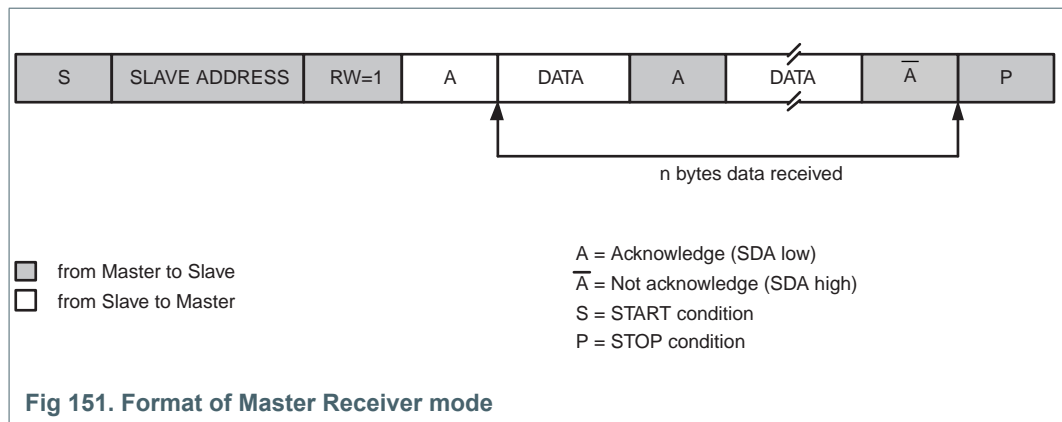 S SLAVE ADDRESS RW=1 A DATA A DATA A̅ P
n bytes data received
from Master to Slave
from Slave to Master
A = Acknowledge (SDA low)
A̅ = Not acknowledge (SDA high)
S = START condition
P = STOP condition
Fig 151. Format of Master Receiver mode